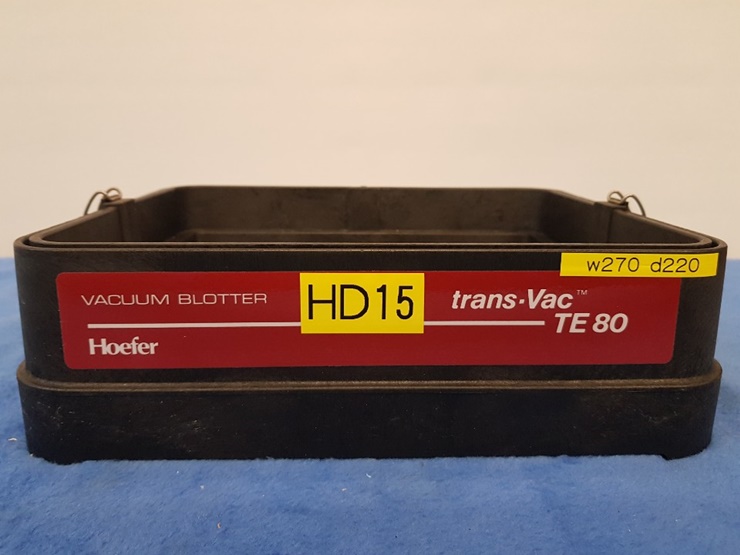 w270 d220
VACUUM BLOTTER
HD15
trans·Vac™
TE 80
Hoefer